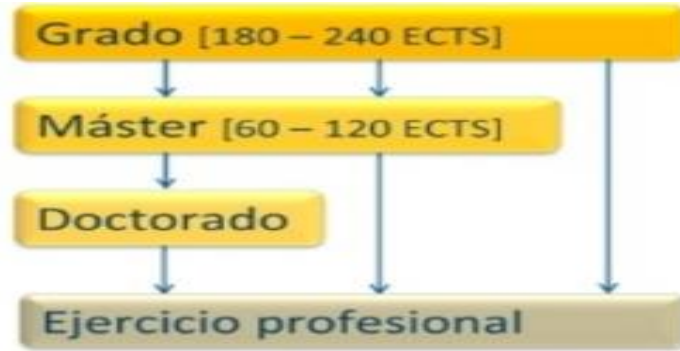 Grado [180 – 240 ECTS]
Máster [60 – 120 ECTS]
Doctorado
Ejercicio profesional